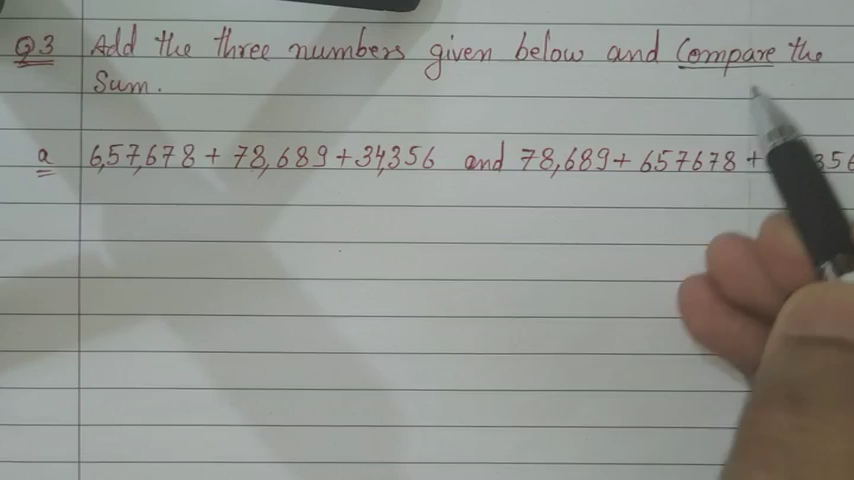 Q3 Add the three numbers given below and Compare the
Sum.
a 6,57,678 + 78,689 + 34,356 and 78,689 + 657678 +